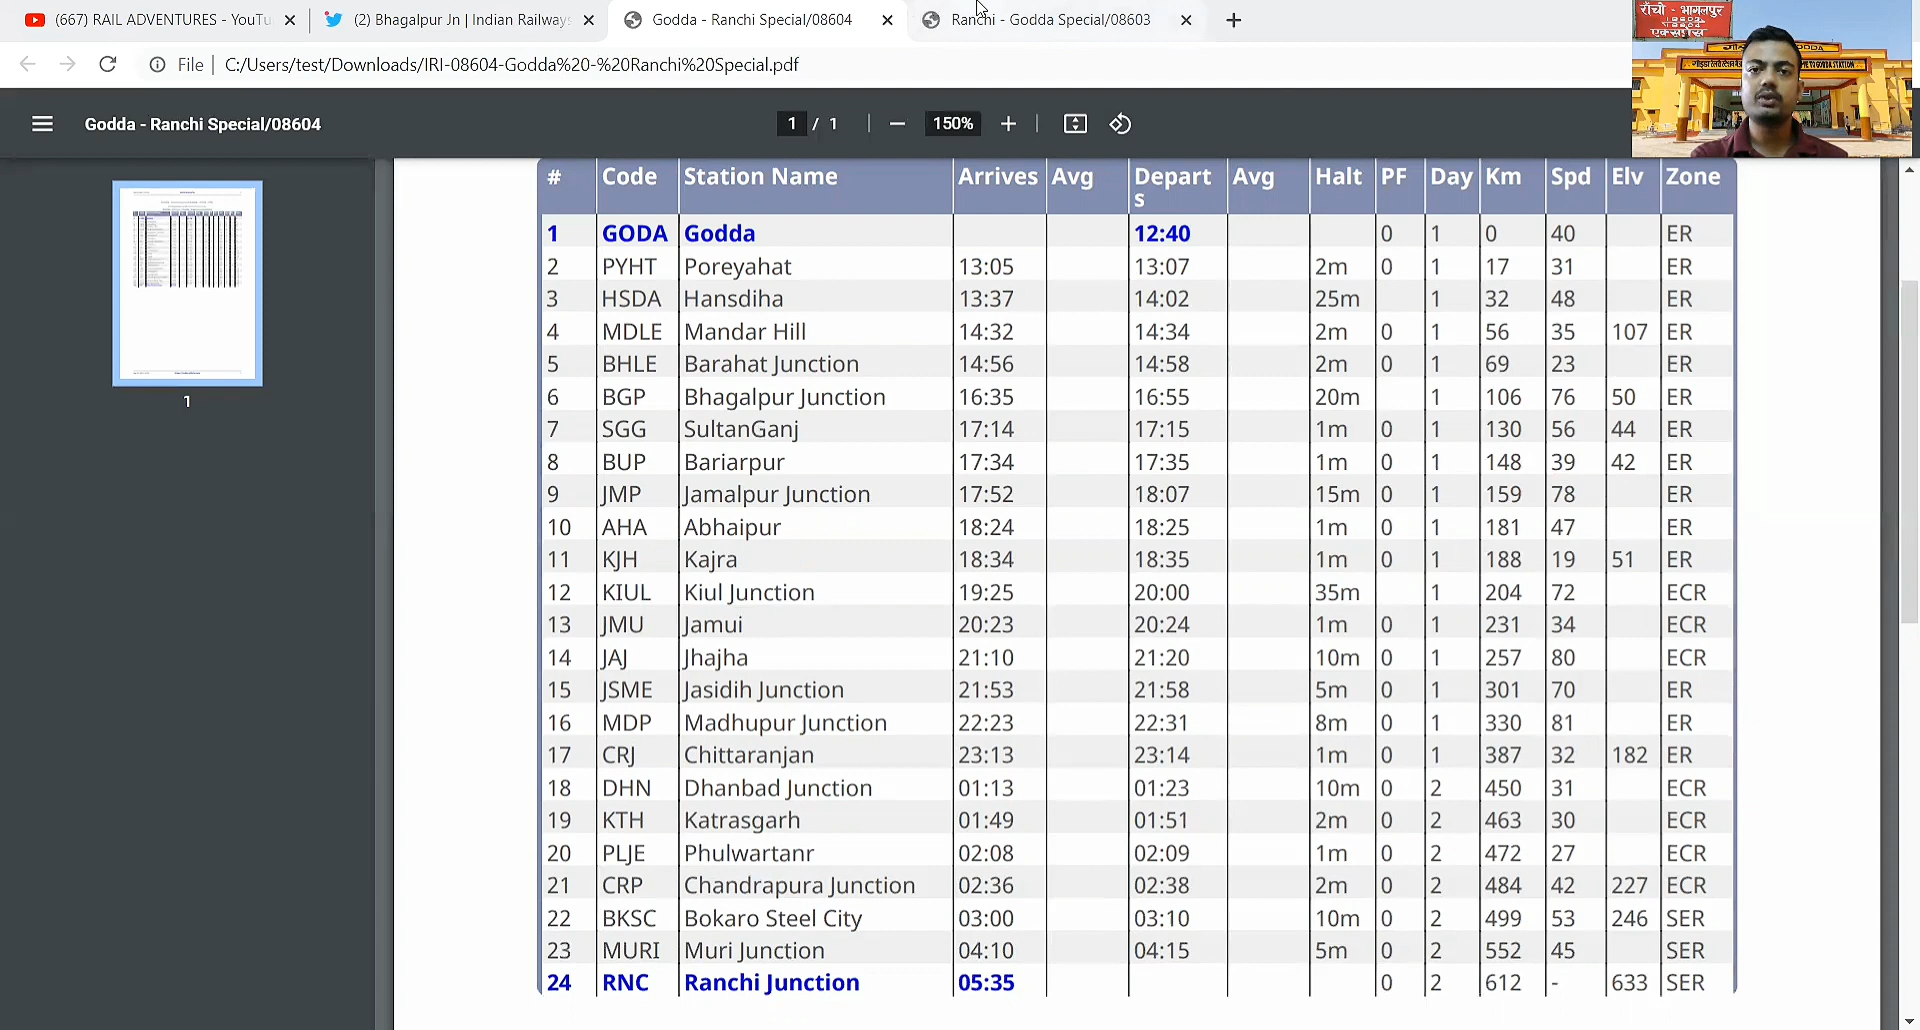 (667) RAIL ADVENTURES - YouTu
(2) Bhagalpur Jn | Indian Railways
Godda - Ranchi Special/08604
Ranchi - Godda Special/08603
File
C:/Users/test/Downloads/IRI-08604-Godda%20-%20Ranchi%20Special.pdf
राँची - भागलपुर
एक्सप्रेस
Godda - Ranchi Special/08604
1 / 1
150%
1
# Code Station Name Arrives Avg Depart Avg Halt PF Day Km Spd Elv Zone
s
1 GODA Godda 12:40 0 1 0 40 ER
2 PYHT Poreyahat 13:05 13:07 2m 0 1 17 31 ER
3 HSDA Hansdiha 13:37 14:02 25m 1 32 48 ER
4 MDLE Mandar Hill 14:32 14:34 2m 0 1 56 35 107 ER
5 BHLE Barahat Junction 14:56 14:58 2m 0 1 69 23 ER
6 BGP Bhagalpur Junction 16:35 16:55 20m 1 106 76 50 ER
7 SGG SultanGanj 17:14 17:15 1m 0 1 130 56 44 ER
8 BUP Bariarpur 17:34 17:35 1m 0 1 148 39 42 ER
9 JMP Jamalpur Junction 17:52 18:07 15m 0 1 159 78 ER
10 AHA Abhaipur 18:24 18:25 1m 0 1 181 47 ER
11 KJH Kajra 18:34 18:35 1m 0 1 188 19 51 ER
12 KIUL Kiul Junction 19:25 20:00 35m 1 204 72 ECR
13 JMU Jamui 20:23 20:24 1m 0 1 231 34 ECR
14 JAJ Jhajha 21:10 21:20 10m 0 1 257 80 ECR
15 JSME Jasidih Junction 21:53 21:58 5m 0 1 301 70 ER
16 MDP Madhupur Junction 22:23 22:31 8m 0 1 330 81 ER
17 CRJ Chittaranjan 23:13 23:14 1m 0 1 387 32 182 ER
18 DHN Dhanbad Junction 01:13 01:23 10m 0 2 450 31 ECR
19 KTH Katrasgarh 01:49 01:51 2m 0 2 463 30 ECR
20 PLJE Phulwartanr 02:08 02:09 1m 0 2 472 27 ECR
21 CRP Chandrapura Junction 02:36 02:38 2m 0 2 484 42 227 ECR
22 BKSC Bokaro Steel City 03:00 03:10 10m 0 2 499 53 246 SER
23 MURI Muri Junction 04:10 04:15 5m 0 2 552 45 SER
24 RNC Ranchi Junction 05:35 0 2 612 - 633 SER